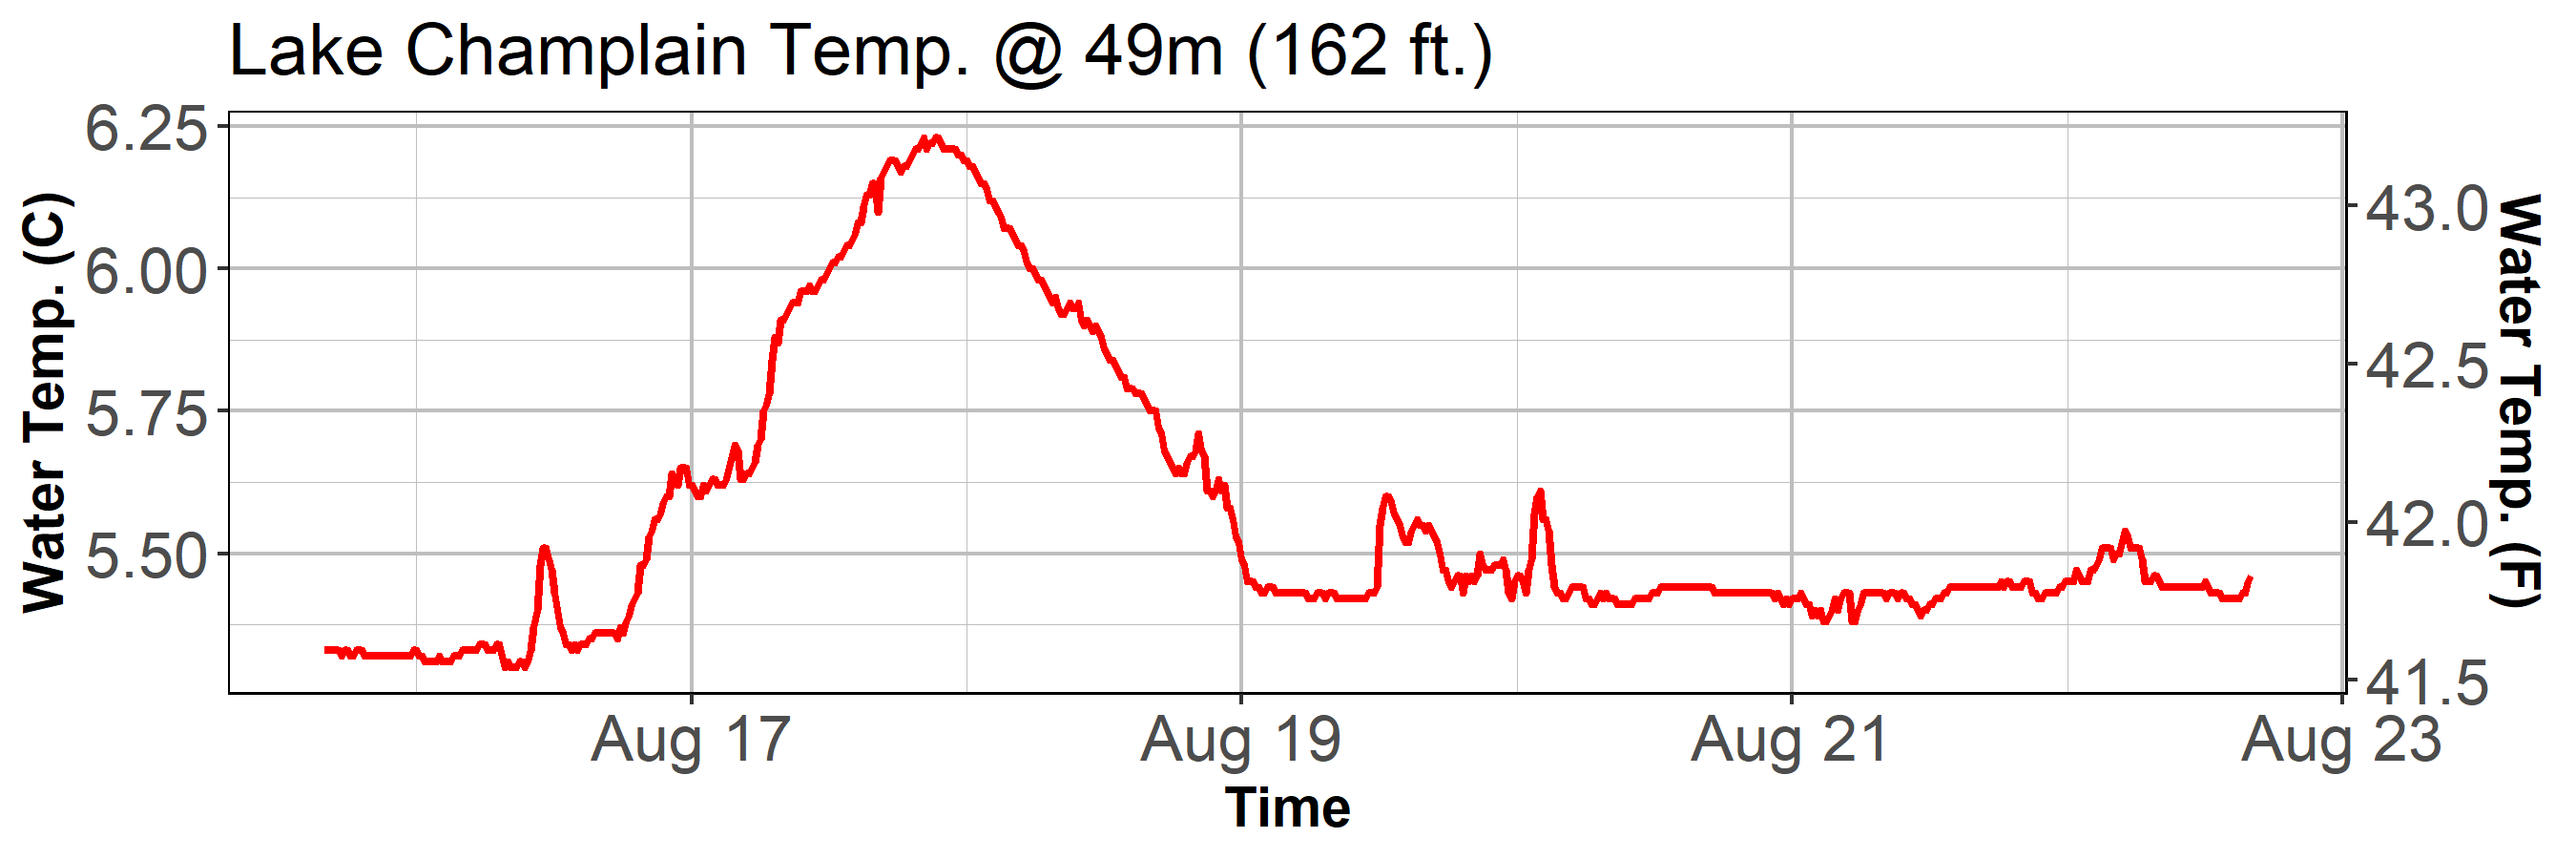 Lake Champlain Temp. @ 49m (162 ft.)
Water Temp. (C)
6.25
6.00
5.75
5.50
43.0
42.5
42.0
41.5
Water Temp. (F)
Aug 17 Aug 19 Aug 21 Aug 23
Time